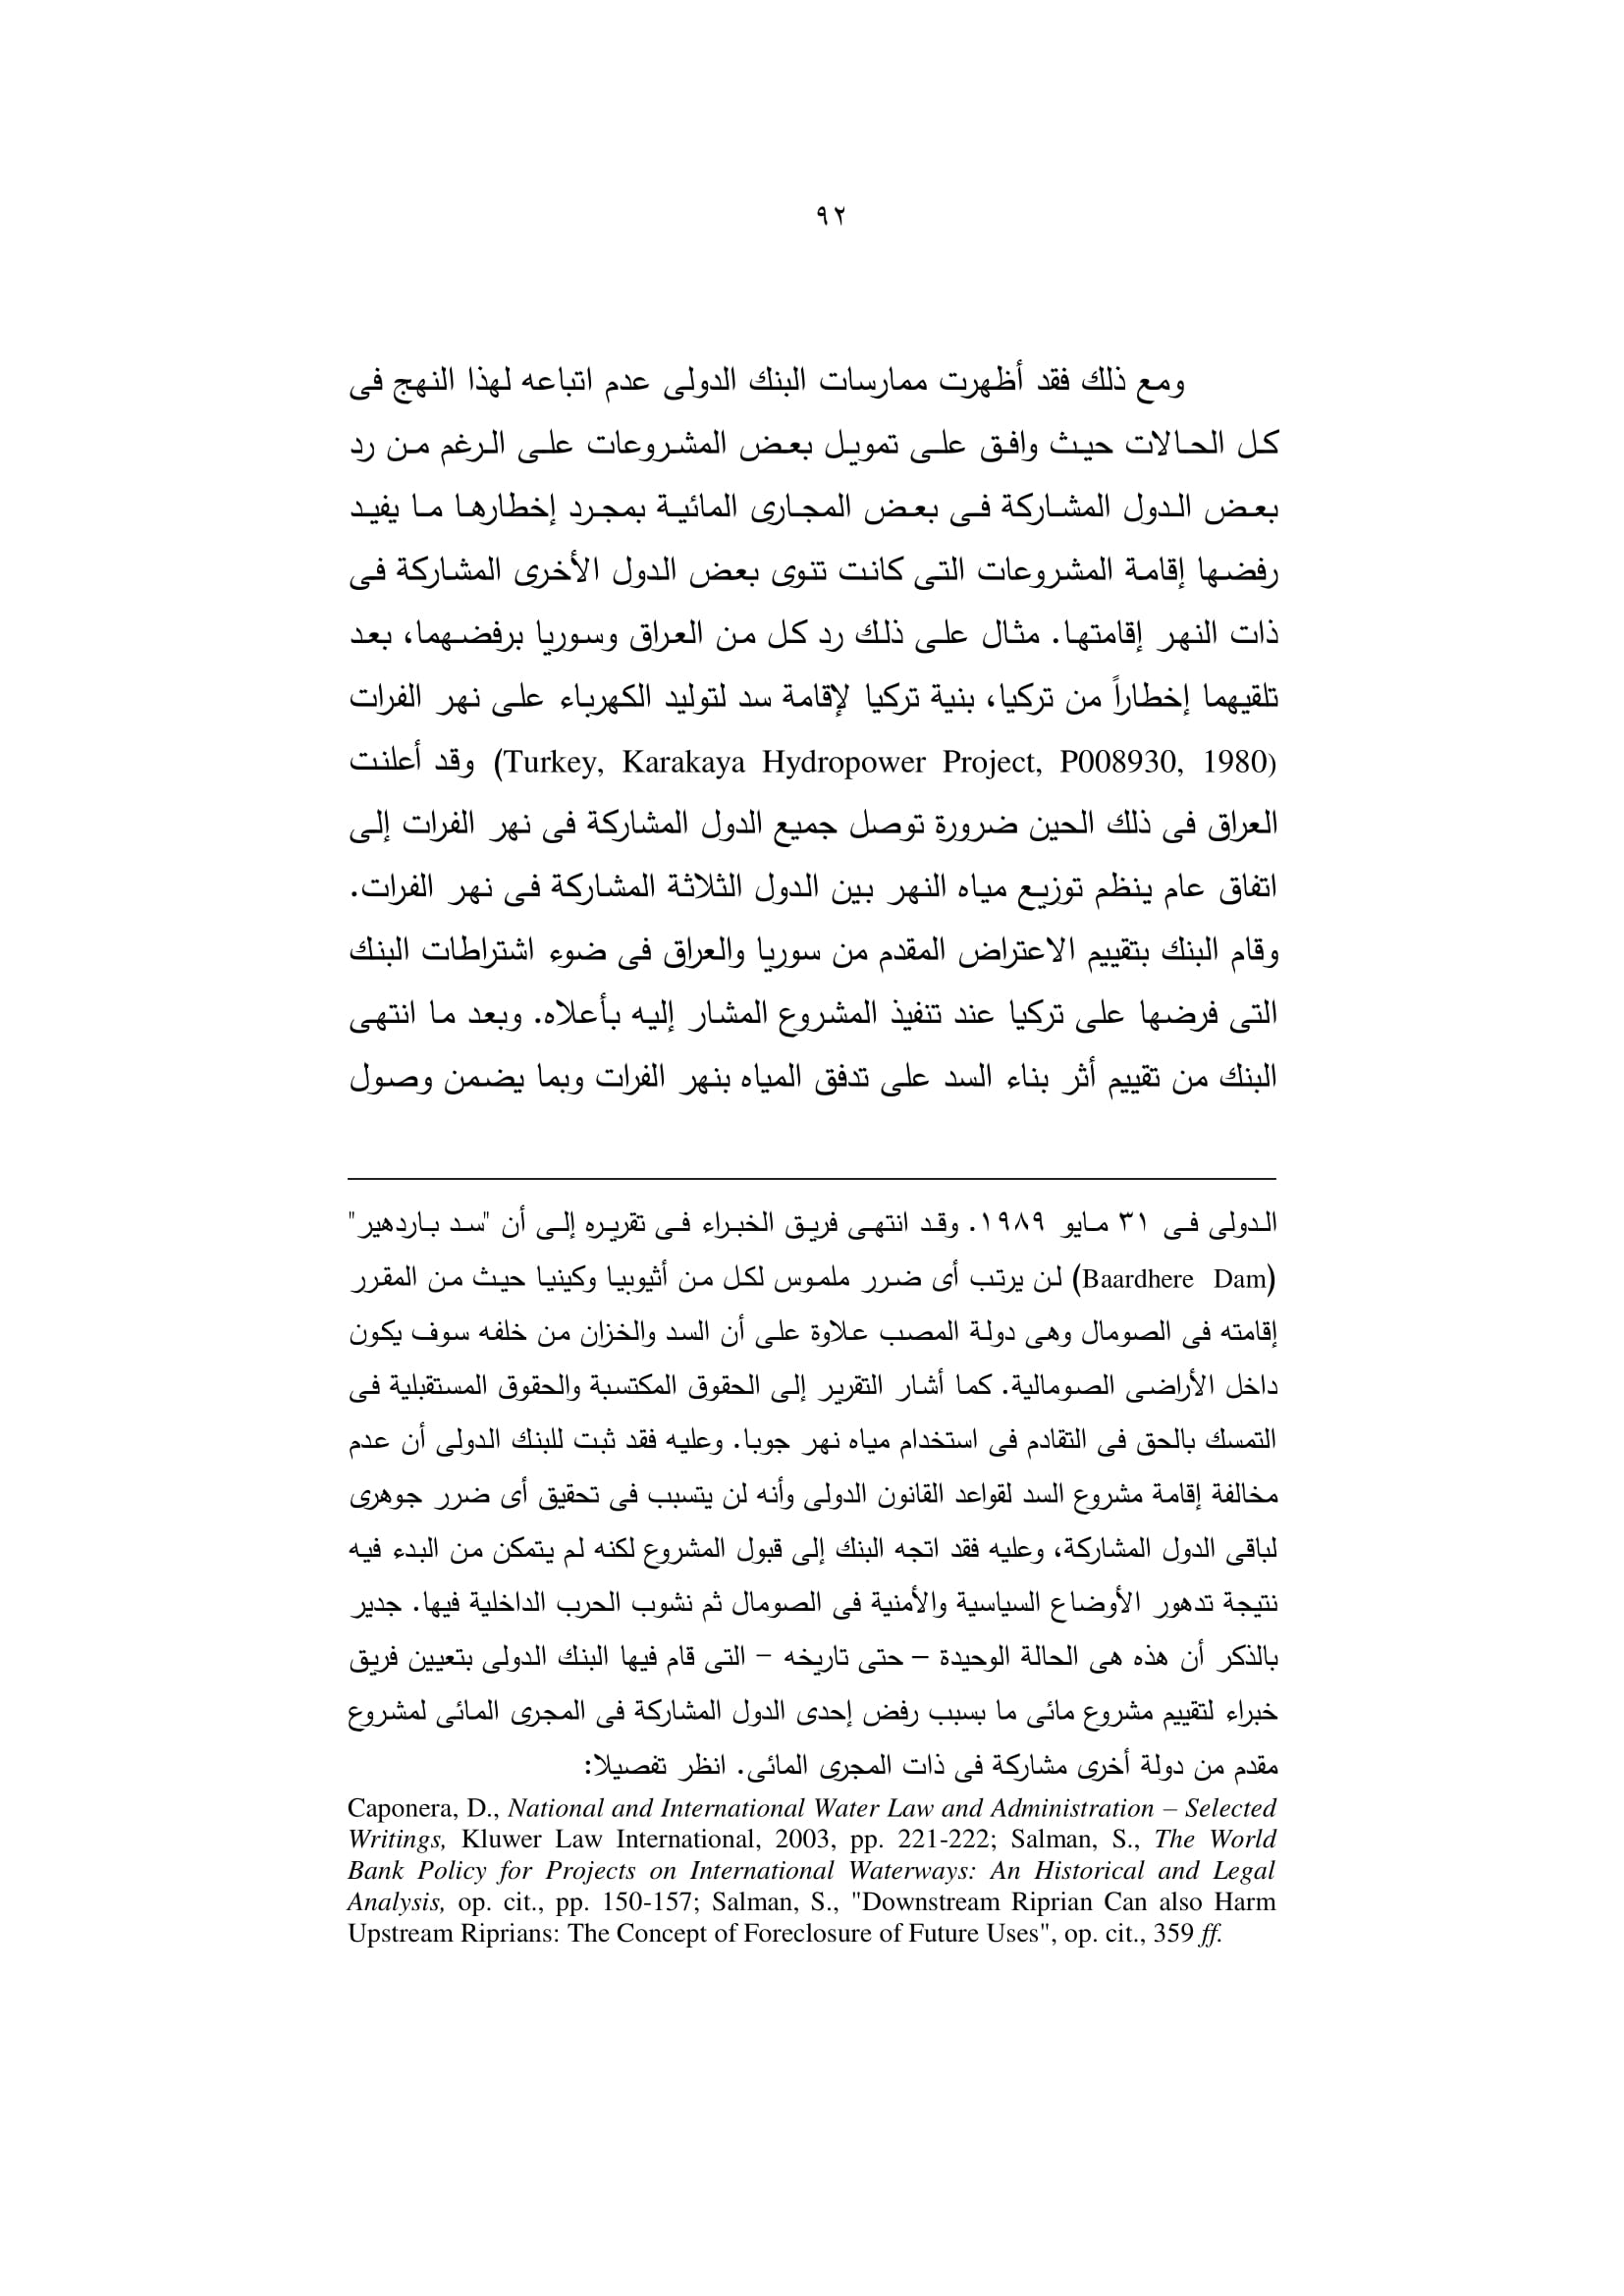 ٩٢
ومع ذلك فقد أظهرت ممارسات البنك الدولى عدم اتباعه لهذا النهج فى
كل الحالات حيث وافق على تمويل بعض المشروعات على الرغم من رد
بعض الدول المشاركة فى بعض المجارى المائية بمجرد إخطارها ما يفيد
رفضها إقامة المشروعات التى كانت تنوى بعض الدول الأخرى المشاركة فى
ذات النهر إقامتها. مثال على ذلك رد كل من العراق وسوريا برفضهما، بعد
تلقيهما إخطاراً من تركيا، بنية تركيا لإقامة سد لتوليد الكهرباء على نهر الفرات
(Turkey, Karakaya Hydropower Project, P008930, 1980) وقد أعلنت
العراق فى ذلك الحين ضرورة توصل جميع الدول المشاركة فى نهر الفرات إلى
اتفاق عام ينظم توزيع مياه النهر بين الدول الثلاثة المشاركة فى نهر الفرات.
وقام البنك بتقييم الاعتراض المقدم من سوريا والعراق فى ضوء اشتراطات البنك
التى فرضها على تركيا عند تنفيذ المشروع المشار إليه بأعلاه. وبعد ما انتهى
البنك من تقييم أثر بناء السد على تدفق المياه بنهر الفرات وبما يضمن وصول
الدولى فى ٣١ مايو ١٩٨٩. وقد انتهى فريق الخبراء فى تقريره إلى أن "سد باردهير"
(Baardhere Dam) لن يرتب أى ضرر ملموس لكل من أثيوبيا وكينيا حيث من المقرر
إقامته فى الصومال وهى دولة المصب علاوة على أن السد والخزان من خلفه سوف يكون
داخل الأراضى الصومالية. كما أشار التقرير إلى الحقوق المكتسبة والحقوق المستقبلية فى
التمسك بالحق فى التقادم فى استخدام مياه نهر جوبا. وعليه فقد ثبت للبنك الدولى أن عدم
مخالفة إقامة مشروع السد لقواعد القانون الدولى وأنه لن يتسبب فى تحقيق أى ضرر جوهرى
لباقى الدول المشاركة، وعليه فقد اتجه البنك إلى قبول المشروع لكنه لم يتمكن من البدء فيه
نتيجة تدهور الأوضاع السياسية والأمنية فى الصومال ثم نشوب الحرب الداخلية فيها. جدير
بالذكر أن هذه هى الحالة الوحيدة – حتى تاريخه – التى قام فيها البنك الدولى بتعيين فريق
خبراء لتقييم مشروع مائى ما بسبب رفض إحدى الدول المشاركة فى المجرى المائى لمشروع
مقدم من دولة أخرى مشاركة فى ذات المجرى المائى. انظر تفصيلا:
Caponera, D., National and International Water Law and Administration – Selected
Writings, Kluwer Law International, 2003, pp. 221-222; Salman, S., The World
Bank Policy for Projects on International Waterways: An Historical and Legal
Analysis, op. cit., pp. 150-157; Salman, S., "Downstream Riprian Can also Harm
Upstream Riprians: The Concept of Foreclosure of Future Uses", op. cit., 359 ff.